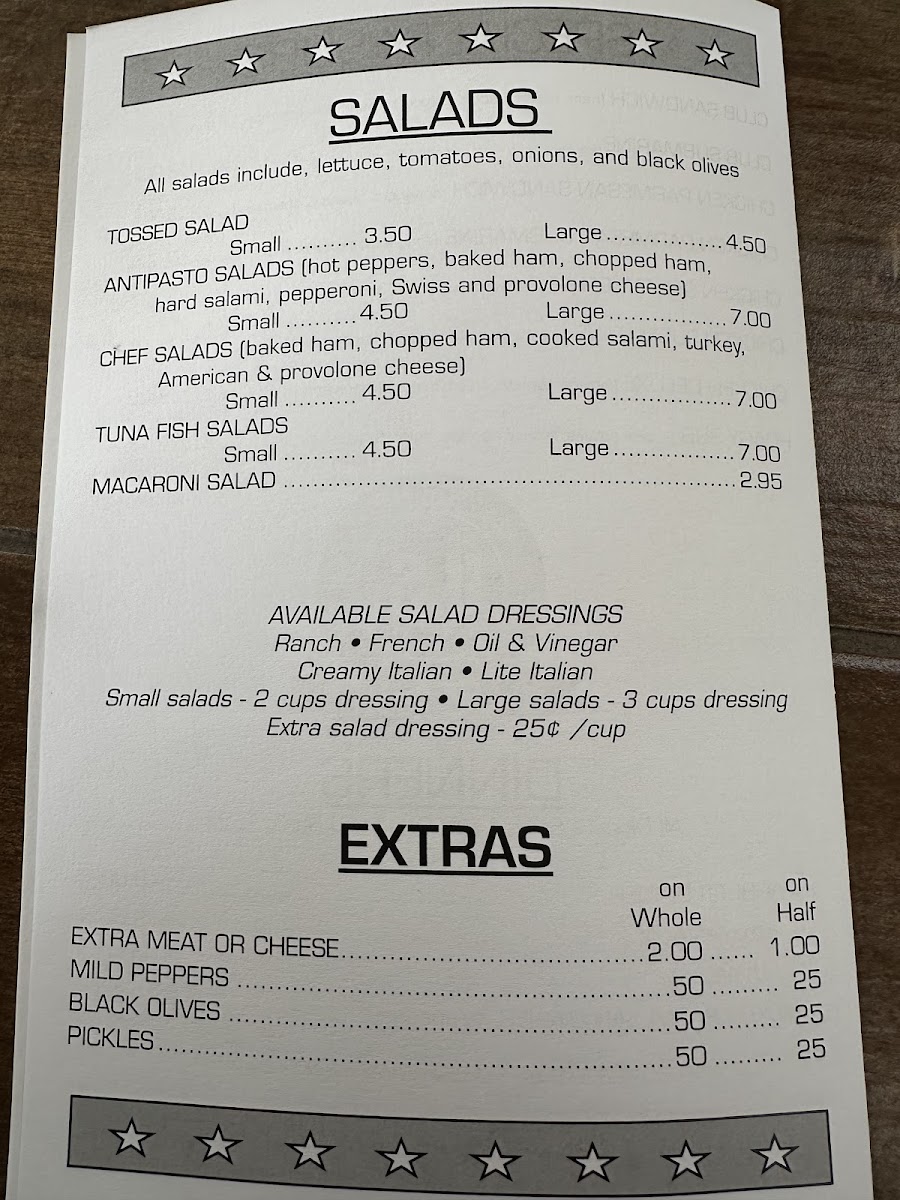 SALADS
All salads include, lettuce, tomatoes, onions, and black olives
TOSSED SALAD
Small .......... 3.50 Large.................4.50
ANTIPASTO SALADS (hot peppers, baked ham, chopped ham,
hard salami, pepperoni, Swiss and provolone cheese)
Small ..........4.50 Large.................7.00
CHEF SALADS (baked ham, chopped ham, cooked salami, turkey,
American & provolone cheese)
Small .......... 4.50 Large.................7.00
TUNA FISH SALADS
Small .......... 4.50 Large.................7.00
MACARONI SALAD ................................................................2.95
AVAILABLE SALAD DRESSINGS
Ranch • French • Oil & Vinegar
Creamy Italian • Lite Italian
Small salads - 2 cups dressing • Large salads - 3 cups dressing
Extra salad dressing - 25¢ /cup
EXTRAS
on on
Whole Half
EXTRA MEAT OR CHEESE...........................................2.00 ...... 1.00
MILD PEPPERS .............................................................50 ......... 25
BLACK OLIVES ..............................................................50 ......... 25
PICKLES........................................................................50 ......... 25